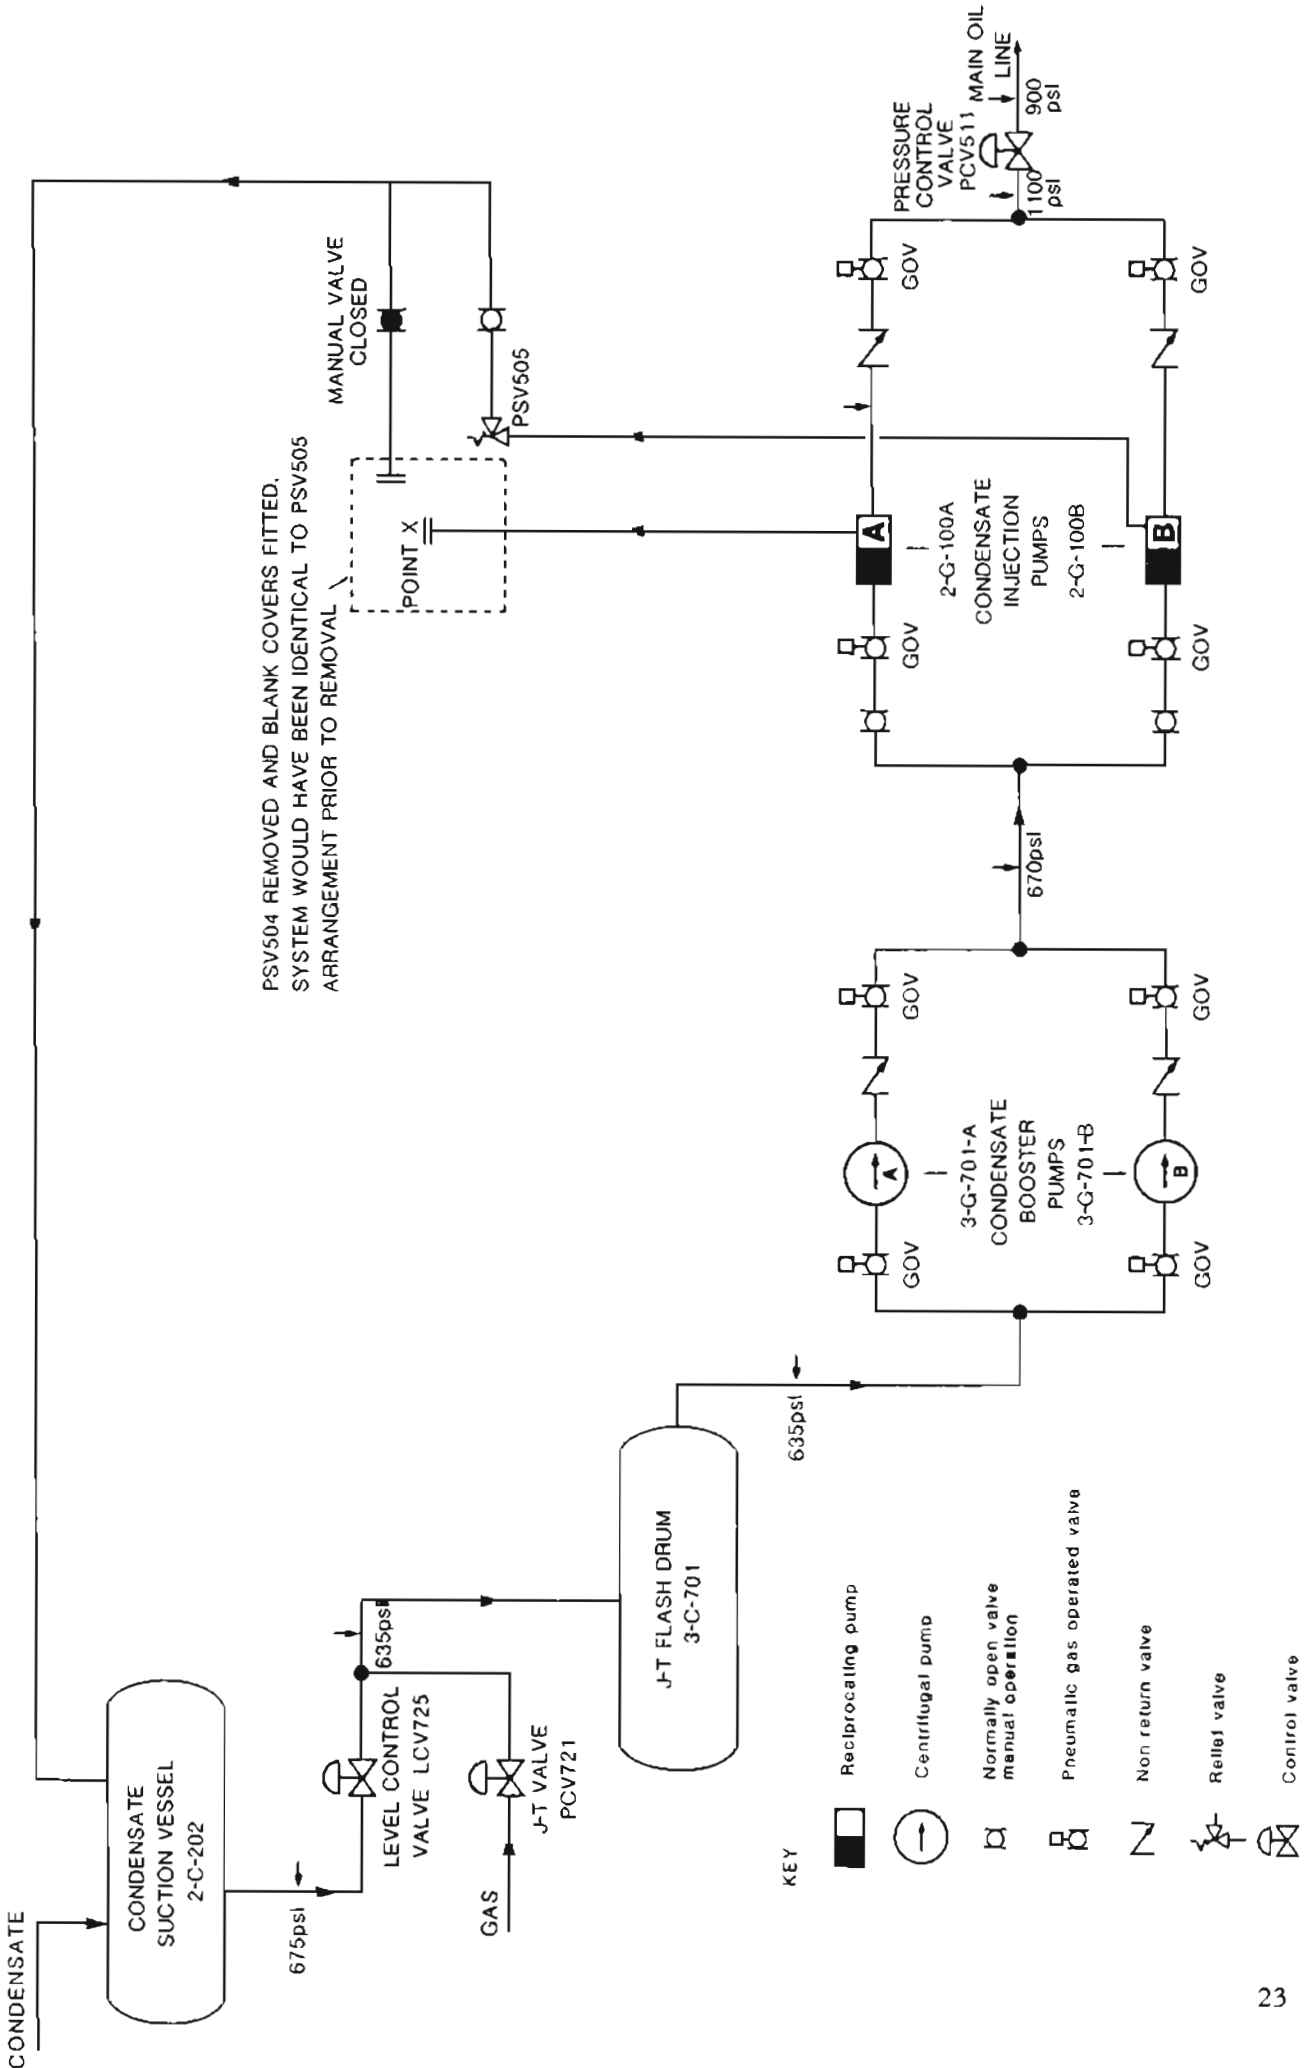 CONDENSATE
CONDENSATE
SUCTION VESSEL
2-C-202
675psi
LEVEL CONTROL
VALVE LCV725
635psi
GAS
J-T VALVE
PCV721
J-T FLASH DRUM
3-C-701
635psi
PSV504 REMOVED AND BLANK COVERS FITTED.
SYSTEM WOULD HAVE BEEN IDENTICAL TO PSV505
ARRANGEMENT PRIOR TO REMOVAL
MANUAL VALVE
CLOSED
POINT X
PSV505
GOV
A
GOV
3-G-701-A
CONDENSATE
BOOSTER
PUMPS
3-G-701-B
GOV
B
GOV
670psi
GOV
A
GOV
2-G-100A
CONDENSATE
INJECTION
PUMPS
2-G-100B
GOV
B
GOV
PRESSURE
CONTROL
VALVE
PCV511
1100
psi
MAIN OIL
LINE
900
psi
KEY
Reciprocating pump
Centrifugal pump
Normally open valve
manual operation
Pneumatic gas operated valve
Non return valve
Relief valve
Control valve
23